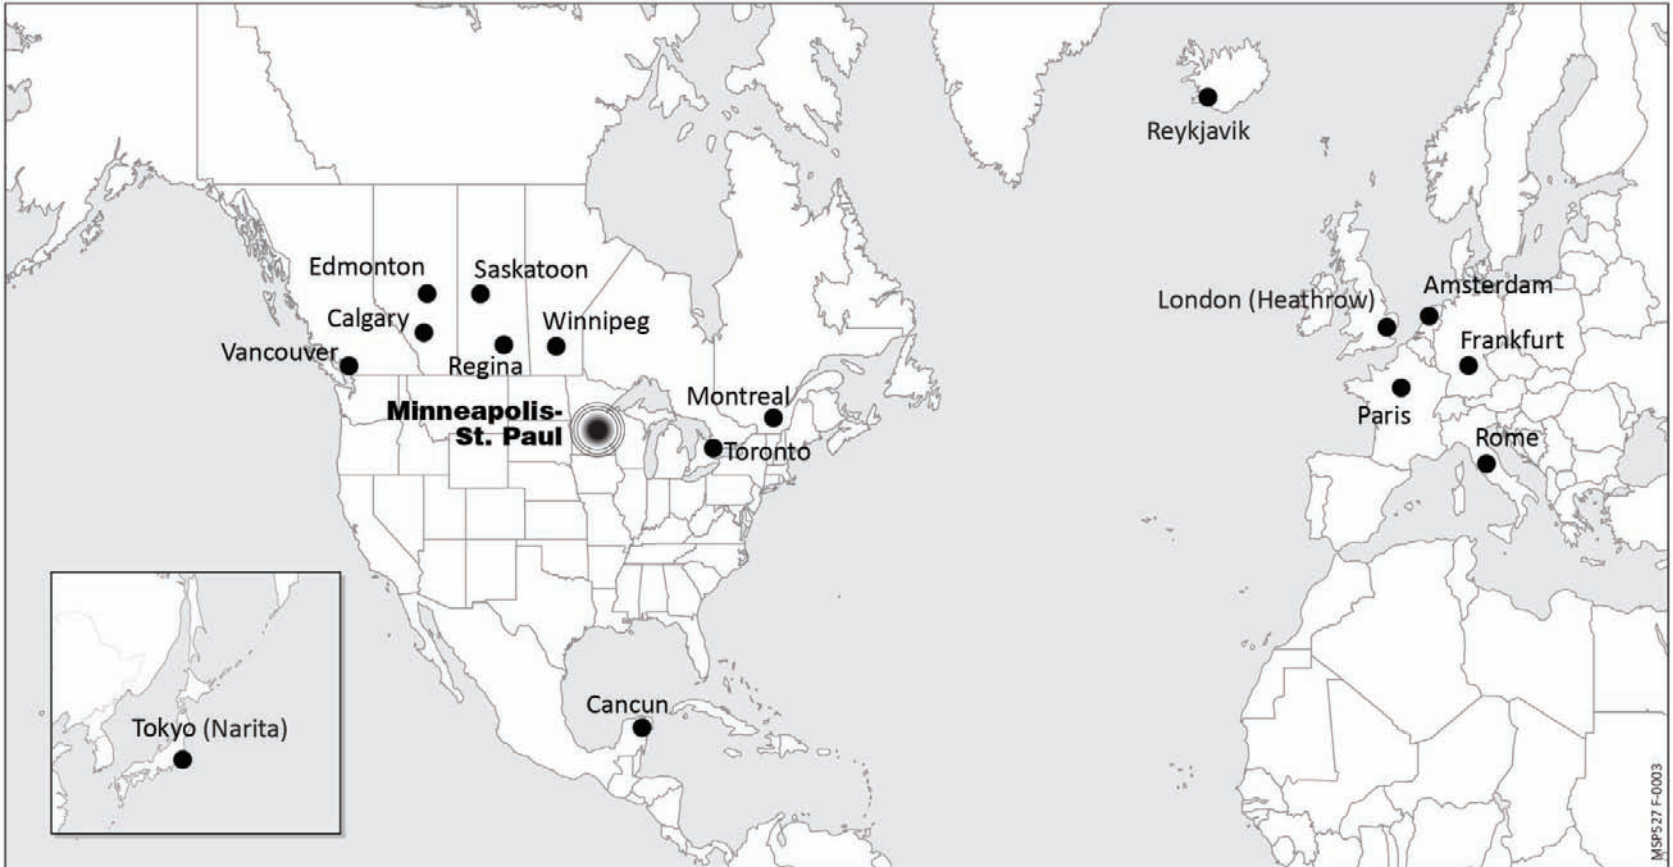 Reykjavik
Edmonton
Saskatoon
Amsterdam
London (Heathrow)
Calgary
Winnipeg
Frankfurt
Vancouver
Regina
Montreal
Paris
Minneapolis-
St. Paul
Toronto
Rome
Cancun
Tokyo (Narita)
MSP527 F-0003